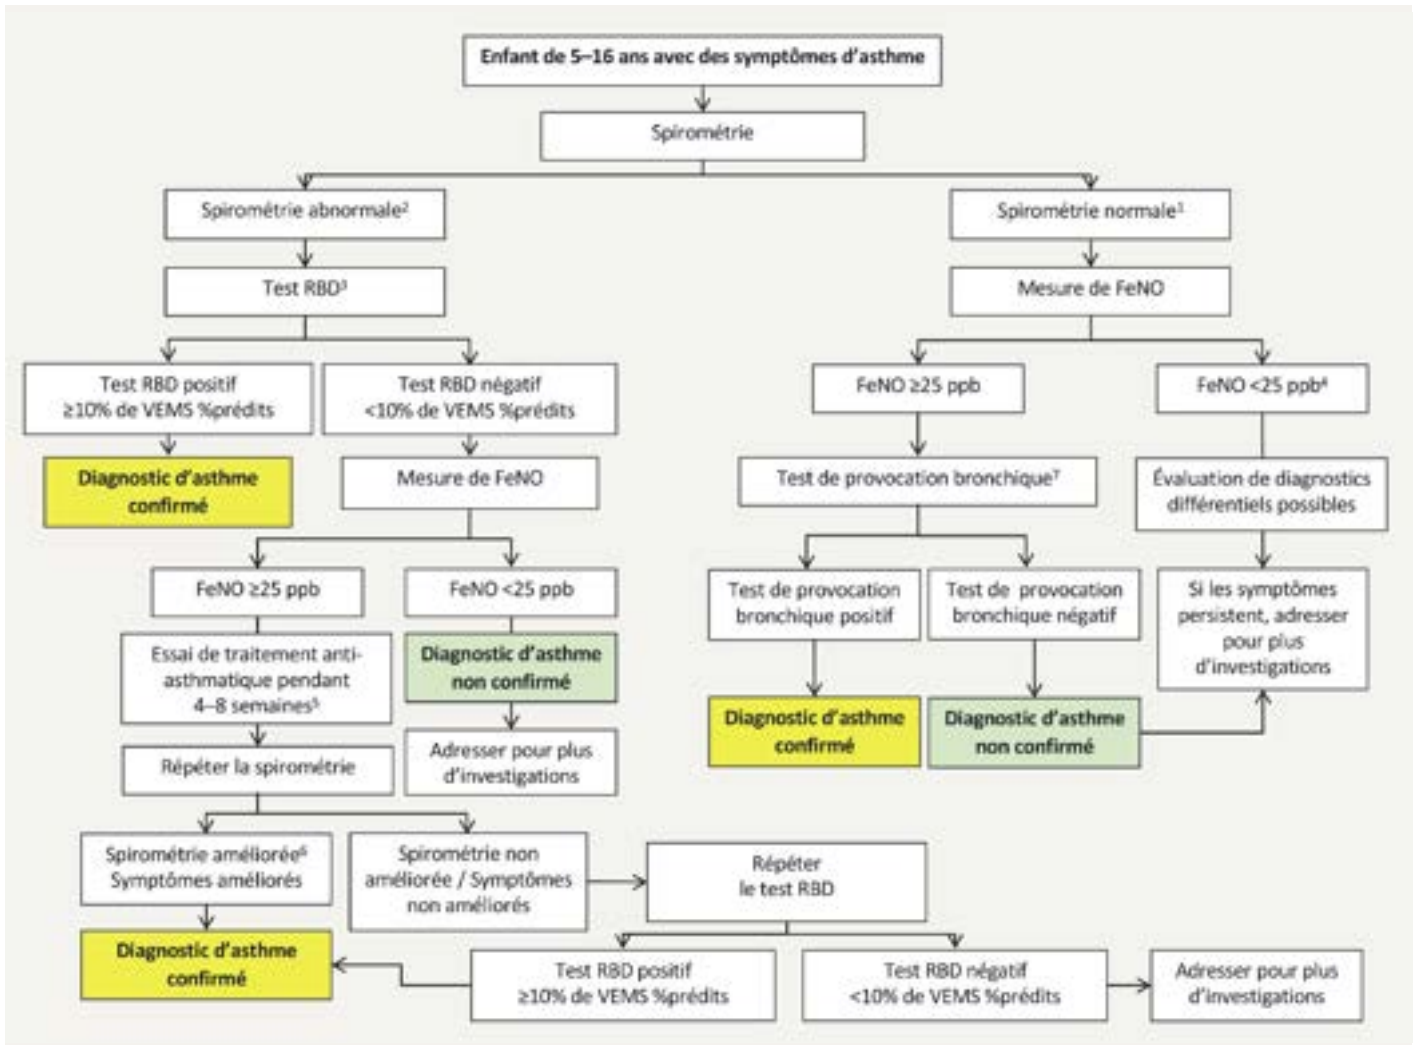 Enfant de 5–16 ans avec des symptômes d’asthme
Spirométrie
Spirométrie abnormale²
Spirométrie normale¹
Test RBD³
Mesure de FeNO
Test RBD positif
≥10% de VEMS %prédits
Test RBD négatif
<10% de VEMS %prédits
FeNO ≥25 ppb
FeNO <25 ppb⁴
Diagnostic d’asthme
confirmé
Mesure de FeNO
Test de provocation bronchique⁷
Évaluation de diagnostics
différentiels possibles
FeNO ≥25 ppb
FeNO <25 ppb
Test de provocation
bronchique positif
Test de provocation
bronchique négatif
Si les symptômes
persistent, adresser
pour plus
d’investigations
Essai de traitement anti-
asthmatique pendant
4–8 semaines⁵
Diagnostic d’asthme
non confirmé
Diagnostic d’asthme
confirmé
Diagnostic d’asthme
non confirmé
Répéter la spirométrie
Adresser pour plus
d’investigations
Spirométrie améliorée⁶
Symptômes améliorés
Spirométrie non
améliorée / Symptômes
non améliorés
Répéter
le test RBD
Diagnostic d’asthme
confirmé
Test RBD positif
≥10% de VEMS %prédits
Test RBD négatif
<10% de VEMS %prédits
Adresser pour plus
d’investigations